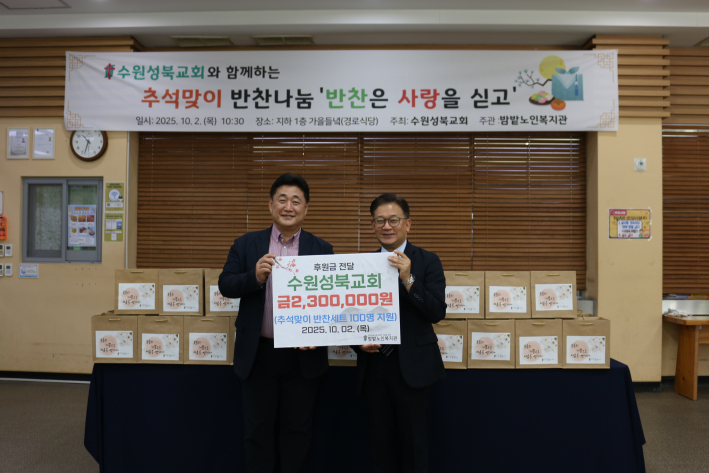 수원성북교회와 함께하는
추석맞이 반찬나눔 '반찬은 사랑을 싣고'
일시: 2025. 10. 2. (목) 10:30 장소: 지하 1층 가을들녘(경로식당) 주최: 수원성북교회 주관: 밤밭노인복지관
후원금 전달
수원성북교회
금2,300,000원
(추석맞이 반찬세트 100명 지원)
2025. 10. 02. (목)
밤밭노인복지관